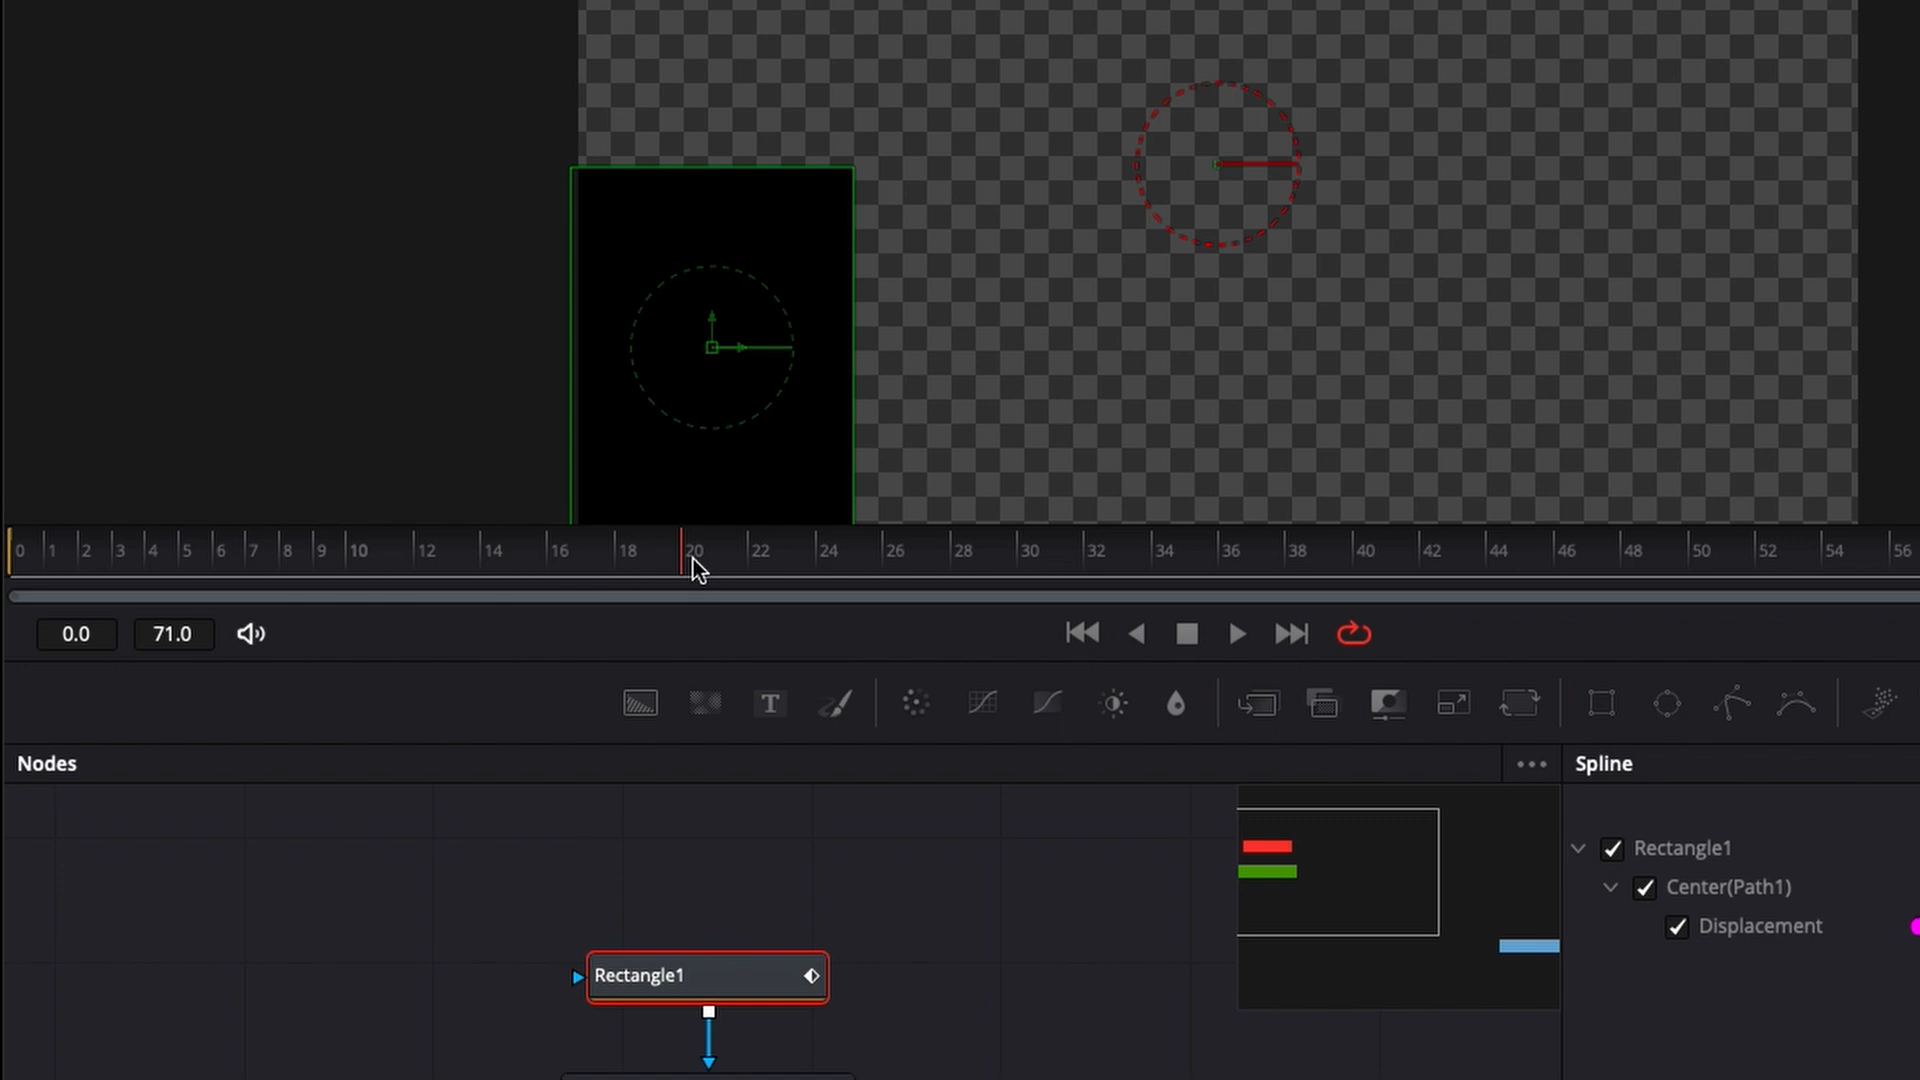 0 1 2 3 4 5 6 7 8 9 10 12 14 16 18 20 22 24 26 28 30 32 34 36 38 40 42 44 46 48 50 52 54 56
0.0 71.0
T
Nodes
Spline
Rectangle1
Center(Path1)
Displacement
Rectangle1